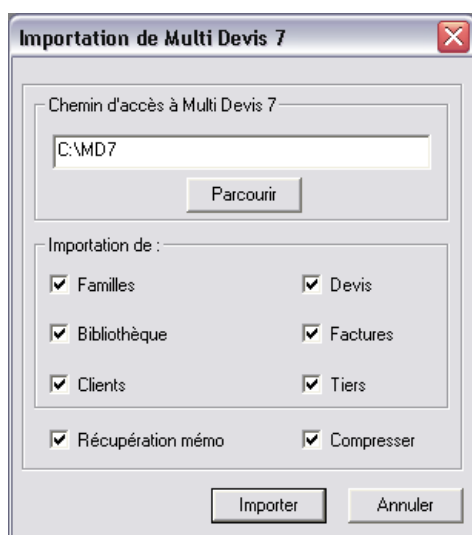 Importation de Multi Devis 7
Chemin d'accès à Multi Devis 7
C:\MD7
Parcourir
Importation de :
Familles Devis
Bibliothèque Factures
Clients Tiers
Récupération mémo Compresser
Importer Annuler